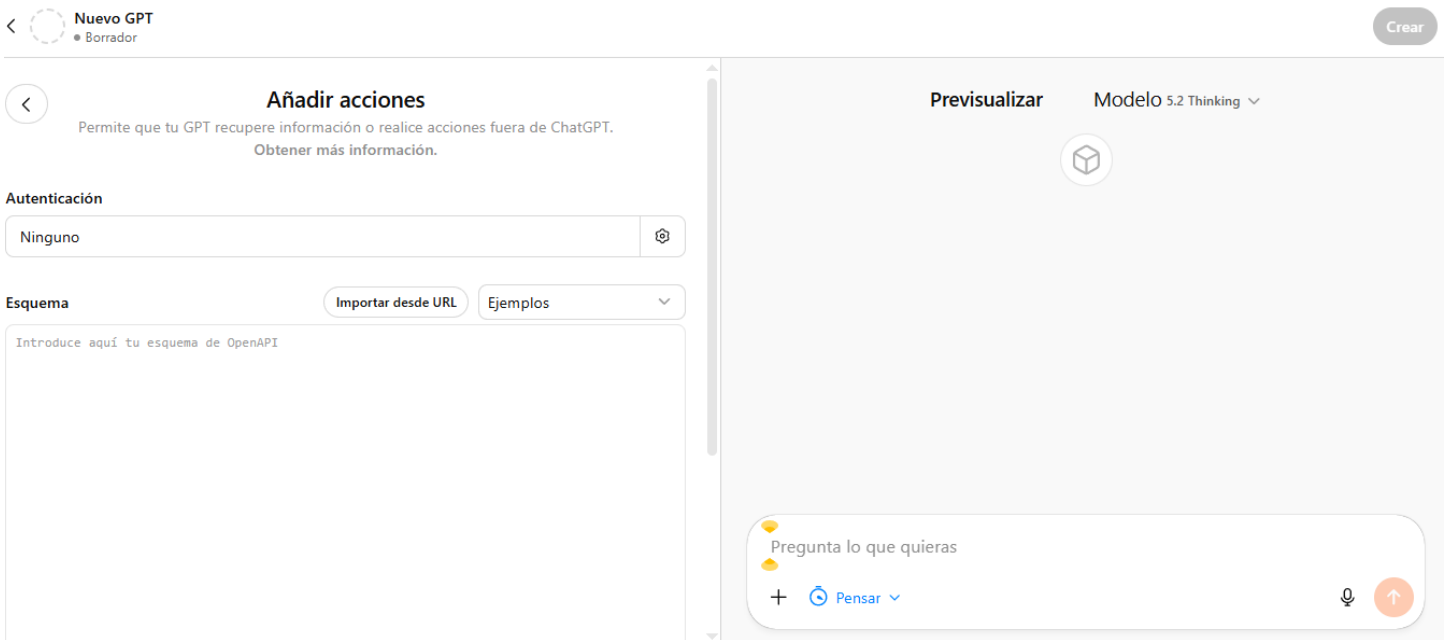 Nuevo GPT
Borrador
Crear
Añadir acciones
Permite que tu GPT recupere información o realice acciones fuera de ChatGPT.
Obtener más información.
Autenticación
Ninguno
Esquema
Importar desde URL
Ejemplos
Introduce aquí tu esquema de OpenAPI
Previsualizar
Modelo 5.2 Thinking
Pregunta lo que quieras
Pensar